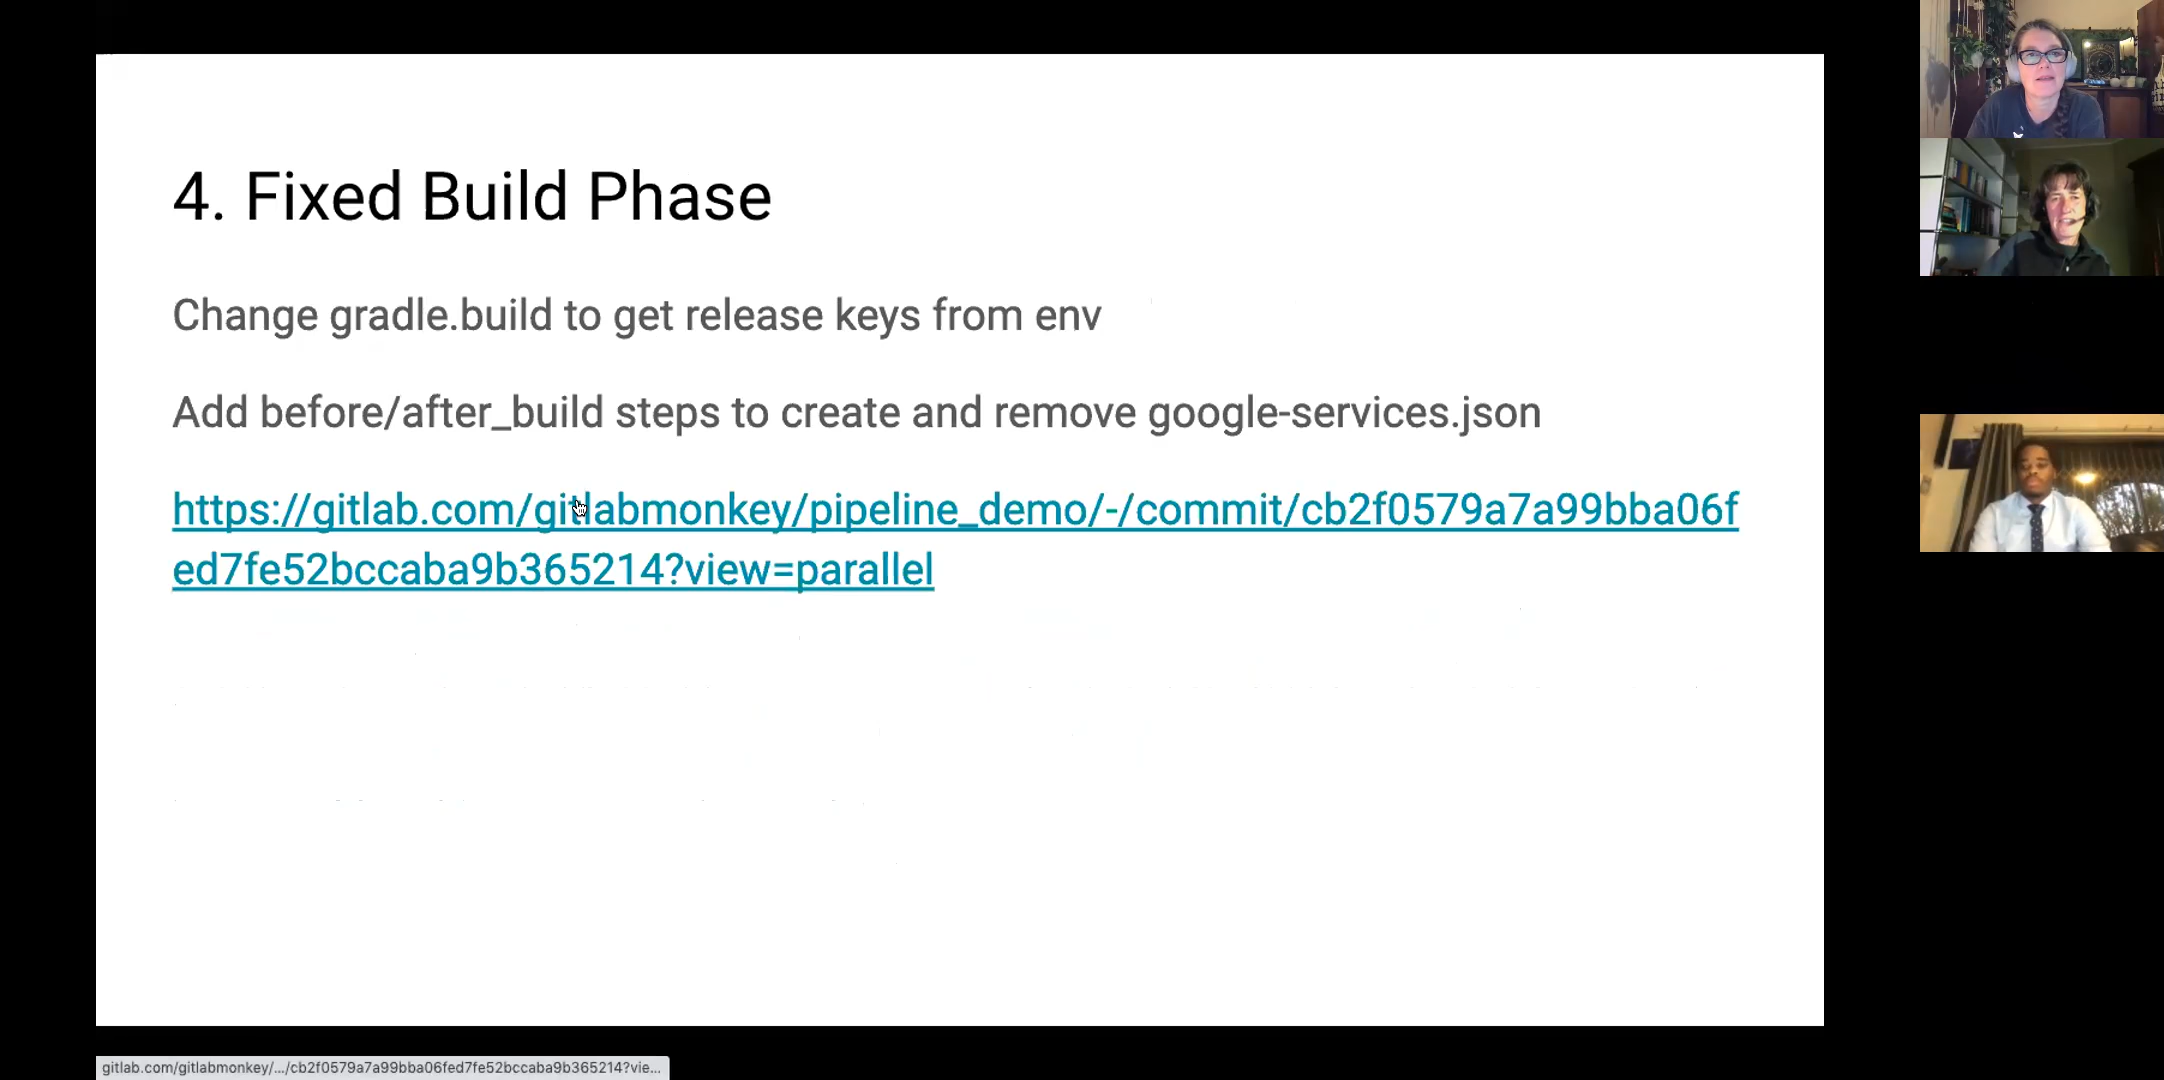 4. Fixed Build Phase
Change gradle.build to get release keys from env
Add before/after_build steps to create and remove google-services.json
https://gitlab.com/gitlabmonkey/pipeline_demo/-/commit/cb2f0579a7a99bba06f
ed7fe52bccaba9b365214?view=parallel
gitlab.com/gitlabmonkey/.../cb2f0579a7a99bba06fed7fe52bccaba9b365214?vie...